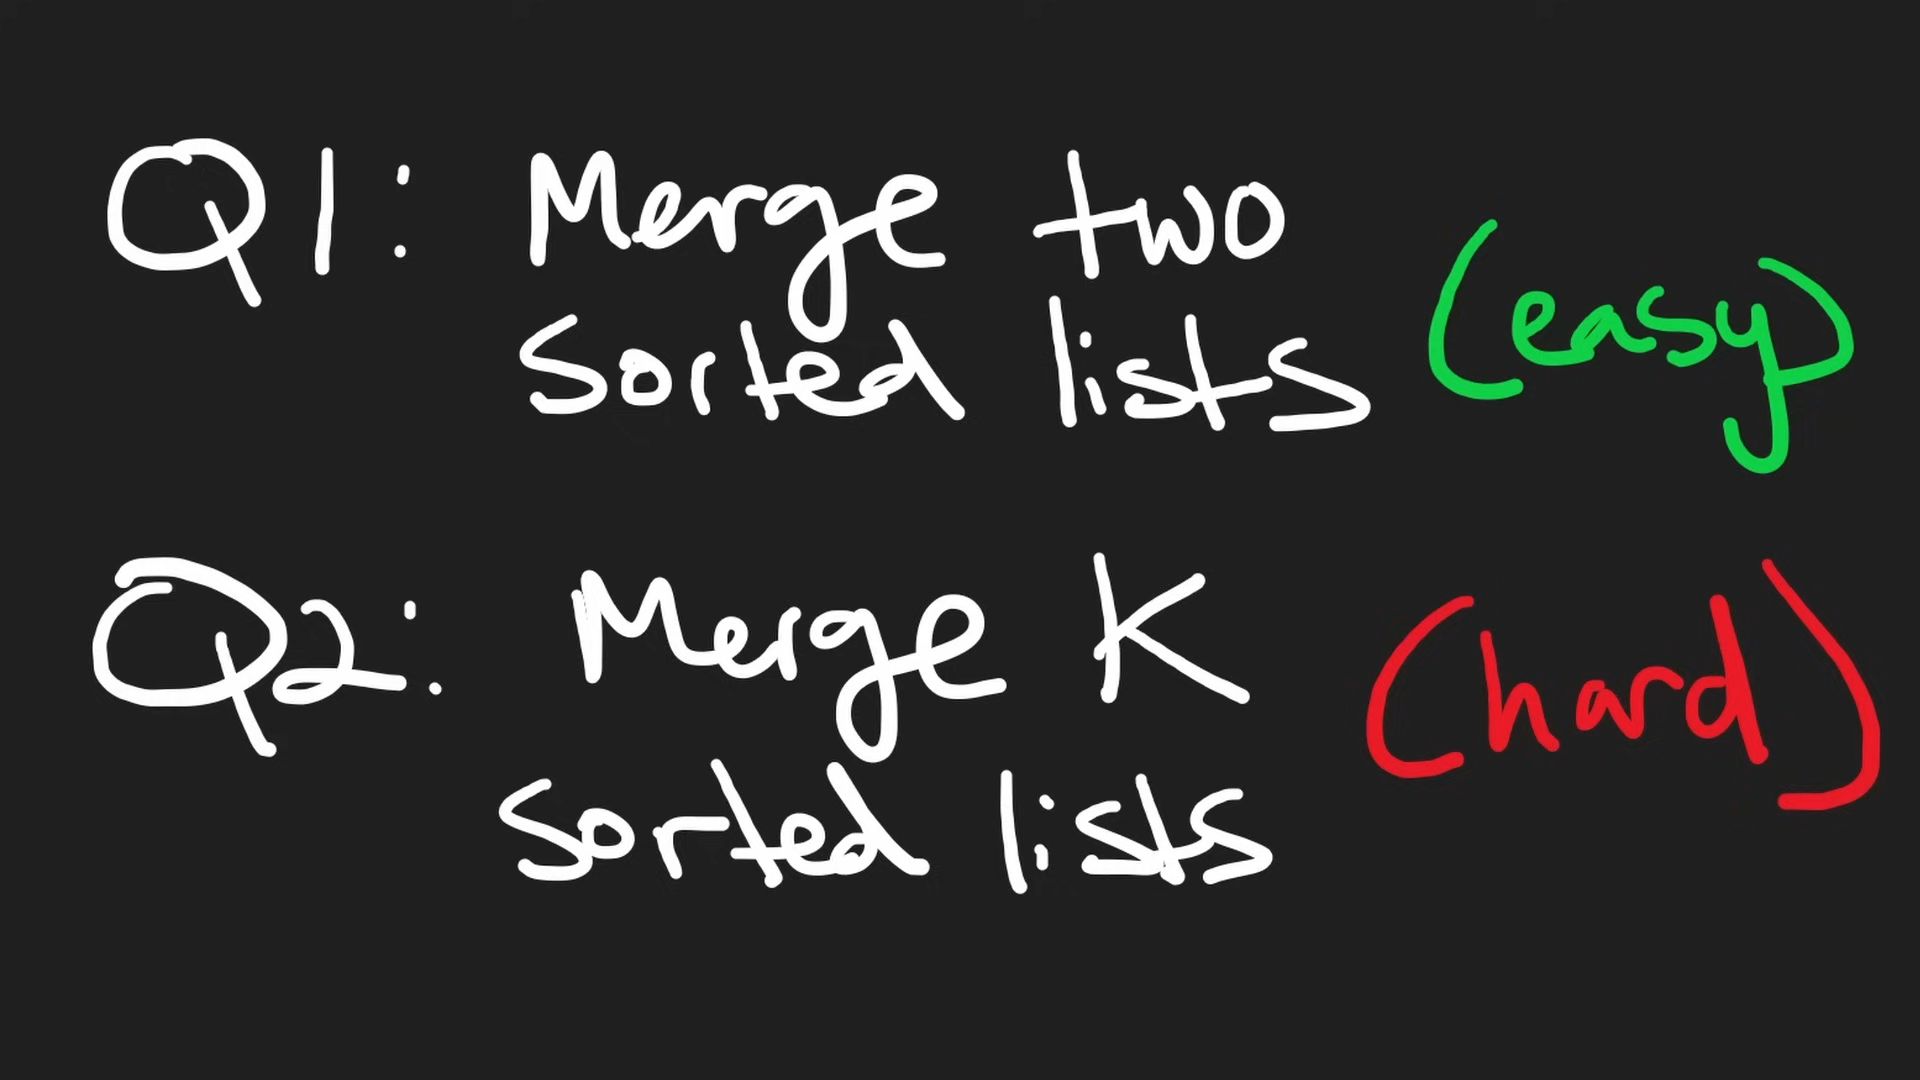 Q1: Merge two
sorted lists (easy)
Q2: Merge K
sorted lists (hard)